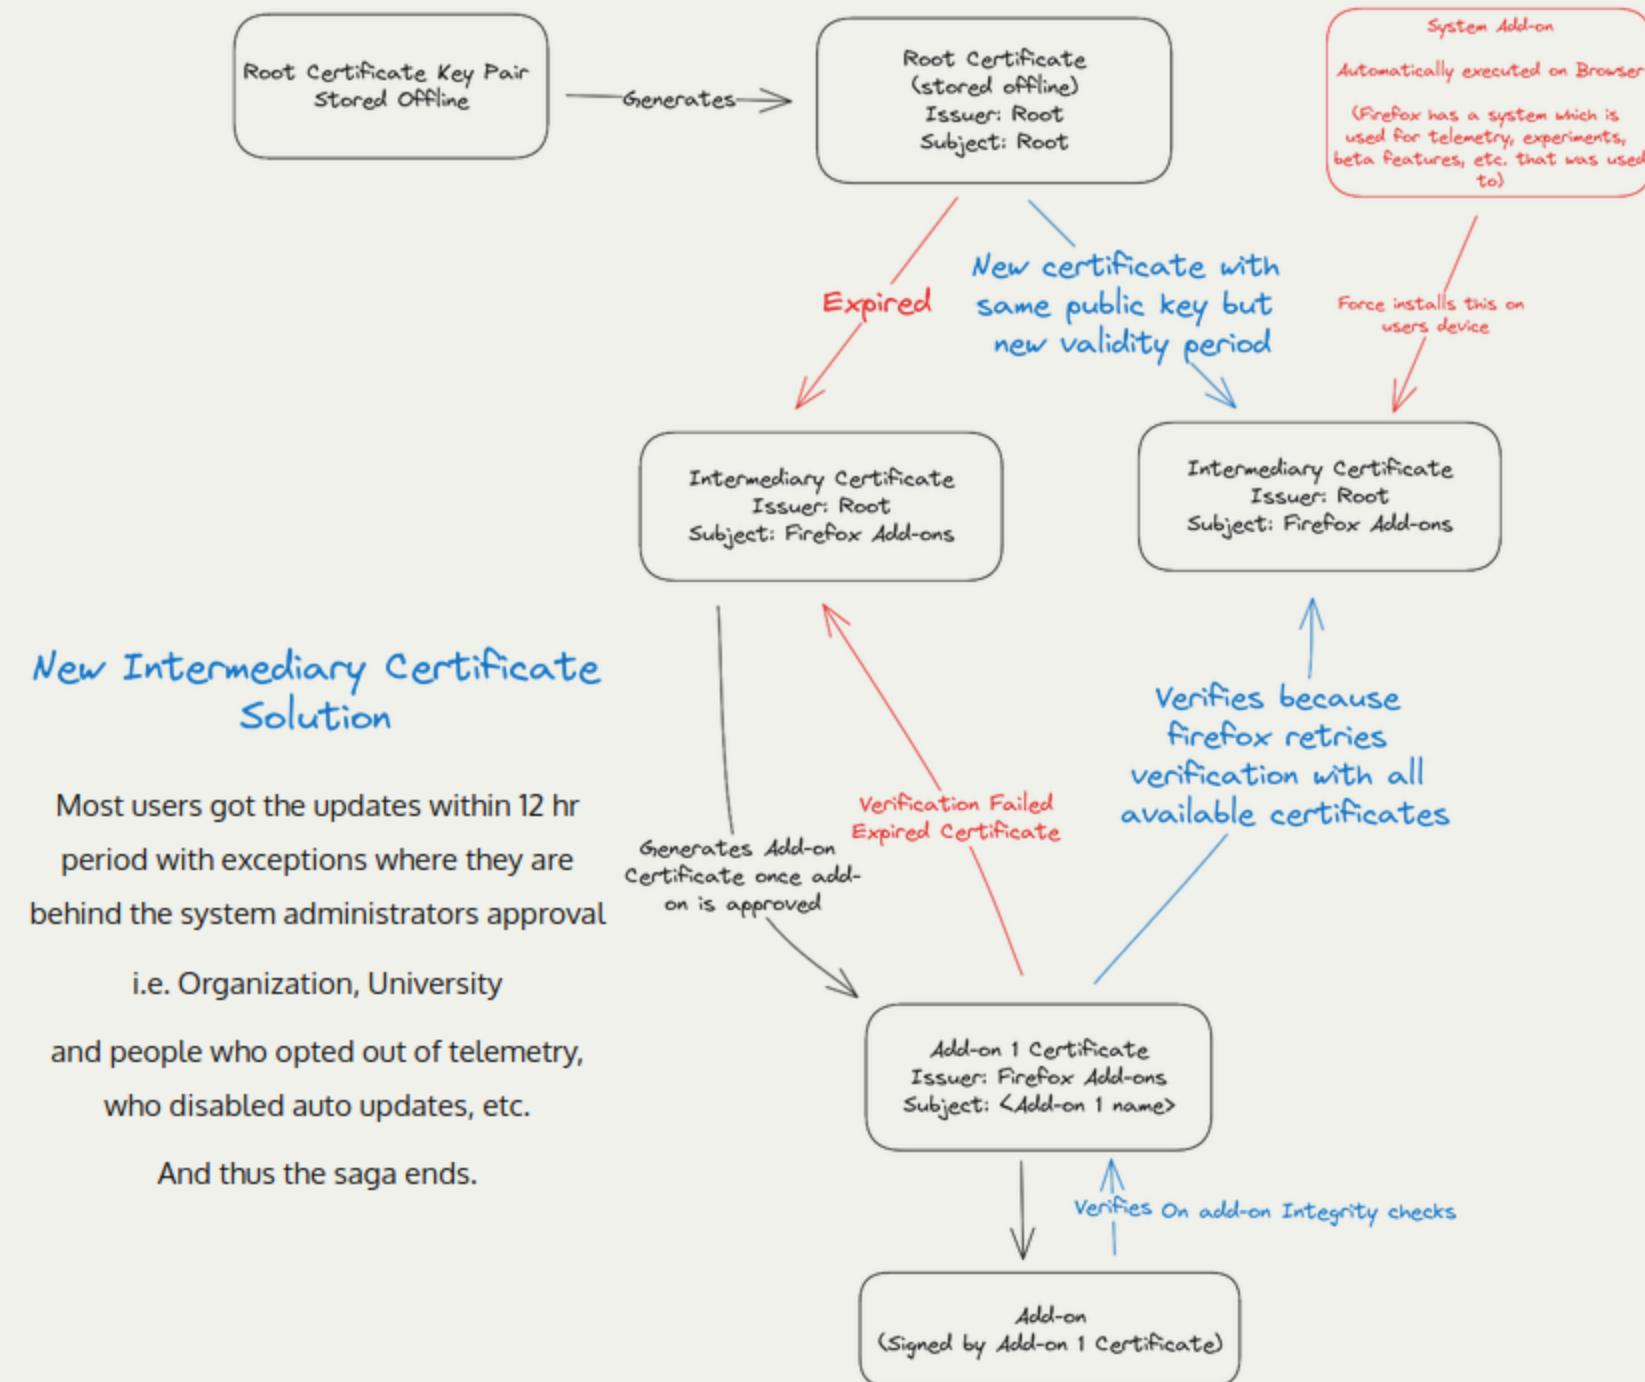 Root Certificate Key Pair
Stored Offline
Generates
Root Certificate
(stored offline)
Issuer: Root
Subject: Root
System Add-on
Automatically executed on Browser
(Firefox has a system which is
used for telemetry, experiments,
beta features, etc. that was used
to)
Expired
New certificate with
same public key but
new validity period
Force installs this on
users device
Intermediary Certificate
Issuer: Root
Subject: Firefox Add-ons
Intermediary Certificate
Issuer: Root
Subject: Firefox Add-ons
New Intermediary Certificate
Solution
Most users got the updates within 12 hr
period with exceptions where they are
behind the system administrators approval
i.e. Organization, University
and people who opted out of telemetry,
who disabled auto updates, etc.
And thus the saga ends.
Generates Add-on
Certificate once add-
on is approved
Verification Failed
Expired Certificate
Verifies because
firefox retries
verification with all
available certificates
Add-on 1 Certificate
Issuer: Firefox Add-ons
Subject: <Add-on 1 name>
Verifies On add-on Integrity checks
Add-on
(Signed by Add-on 1 Certificate)